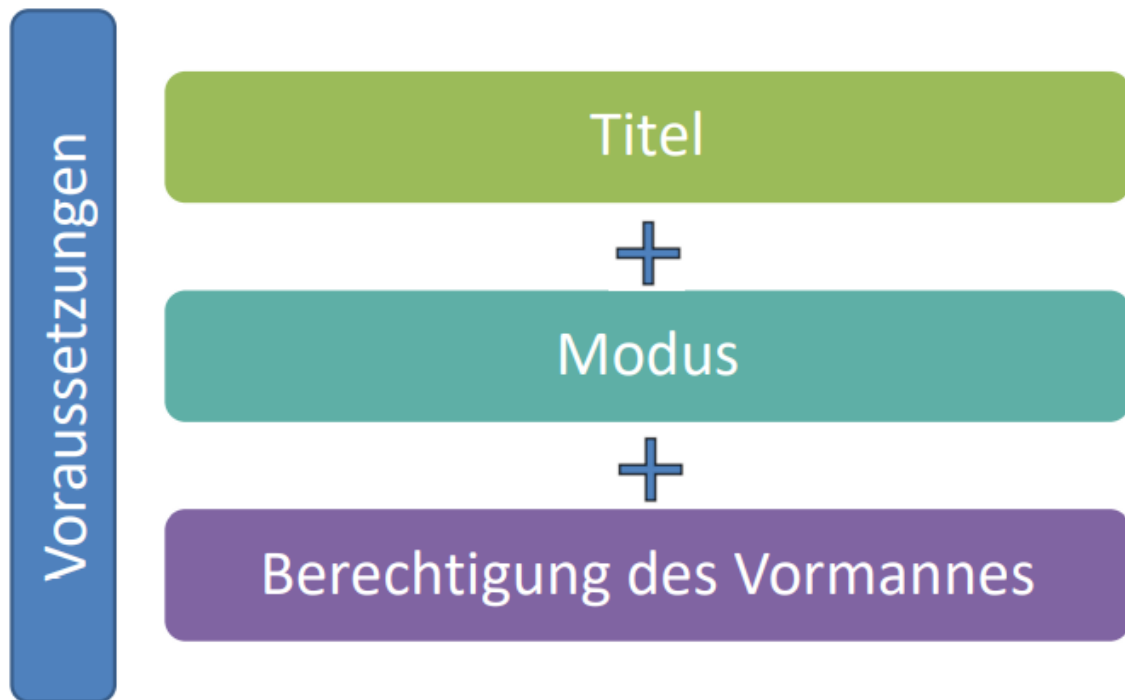 Voraussetzungen
Titel
+
Modus
+
Berechtigung des Vormannes